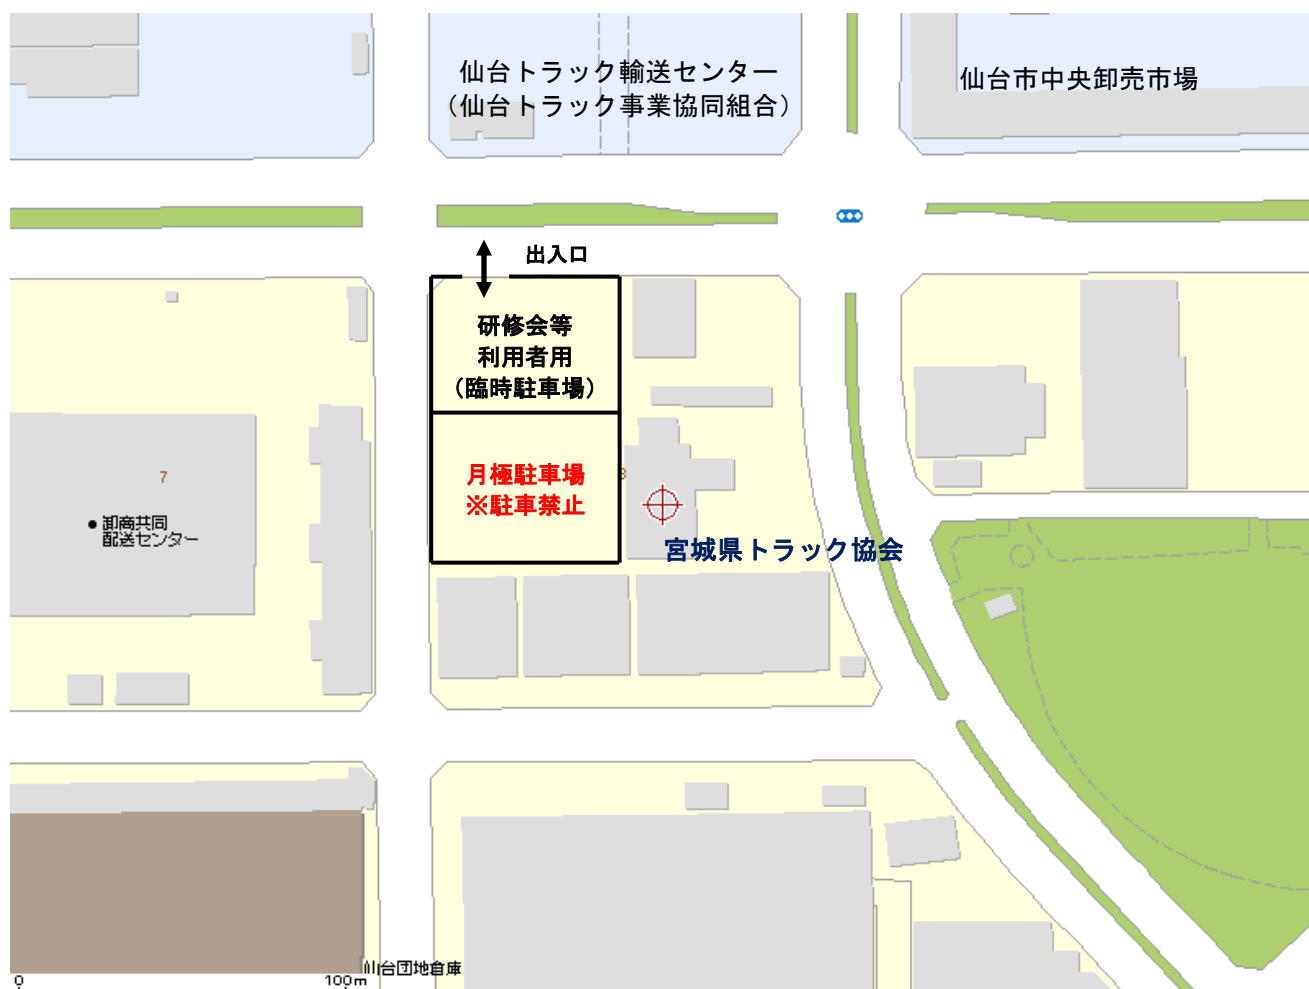 仙台トラック輸送センター
（仙台トラック事業協同組合）
仙台市中央卸売市場
出入口
研修会等
利用者用
（臨時駐車場）
月極駐車場
※駐車禁止
7
3
卸商共同
配送センター
宮城県トラック協会
仙台団地倉庫
0
100m